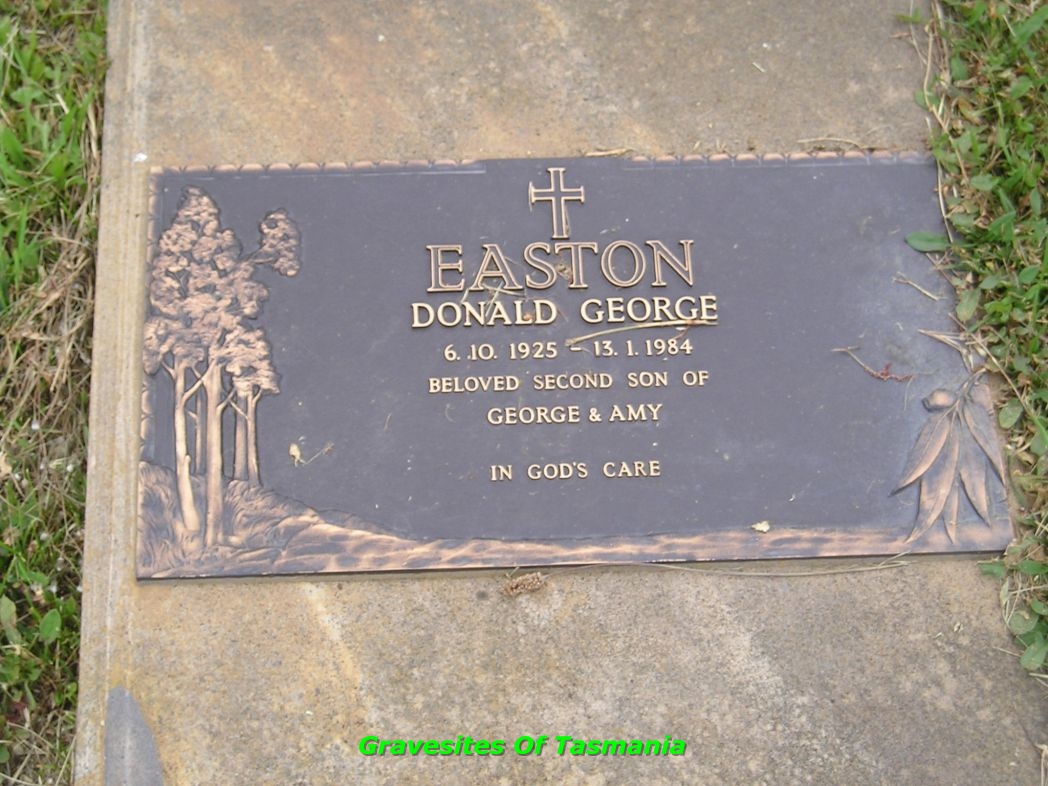 EASTON
DONALD GEORGE
6. 10. 1925 - 13. 1. 1984
BELOVED SECOND SON OF
GEORGE & AMY
IN GOD'S CARE
Gravesites Of Tasmania